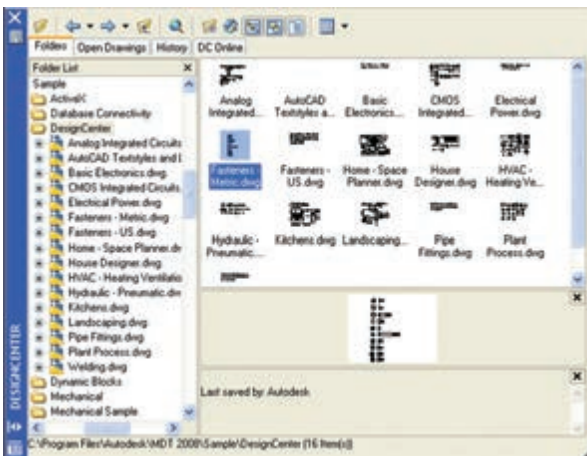 Folders Open Drawings History DC Online
Folder List
Sample
ActiveX
Database Connectivity
DesignCenter
Analog Integrated Circuits
AutoCAD Textstyles and L
Basic Electronics.dwg
CMOS Integrated Circuits.
Electrical Power.dwg
Fasteners - Metric.dwg
Fasteners - US.dwg
Home - Space Planner.dw
House Designer.dwg
HVAC - Heating Ventilatio
Hydraulic - Pneumatic.dw
Kitchens.dwg
Landscaping.dwg
Pipe Fittings.dwg
Plant Process.dwg
Welding.dwg
Dynamic Blocks
Mechanical
Mechanical Sample
Analog Integrated...
AutoCAD Textstyles a...
Basic Electronics....
CMOS Integrated...
Electrical Power.dwg
Fasteners - Metric.dwg
Fasteners - US.dwg
Home - Space Planner.dwg
House Designer.dwg
HVAC - Heating Ve...
Hydraulic - Pneumatic....
Kitchens.dwg
Landscaping....
Pipe Fittings.dwg
Plant Process.dwg
Last saved by: Autodesk
DESIGNCENTER
C:\Program Files\Autodesk\MDT 2008\Sample\DesignCenter (16 Item(s))